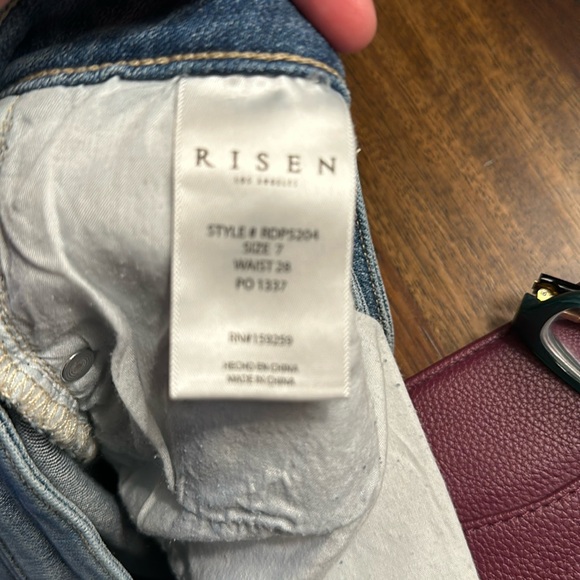 RISEN
LOS ANGELES
STYLE # RDP5204
SIZE 7
WAIST 28
PO 1337
RN#159259
HECHO EN CHINA
MADE IN CHINA